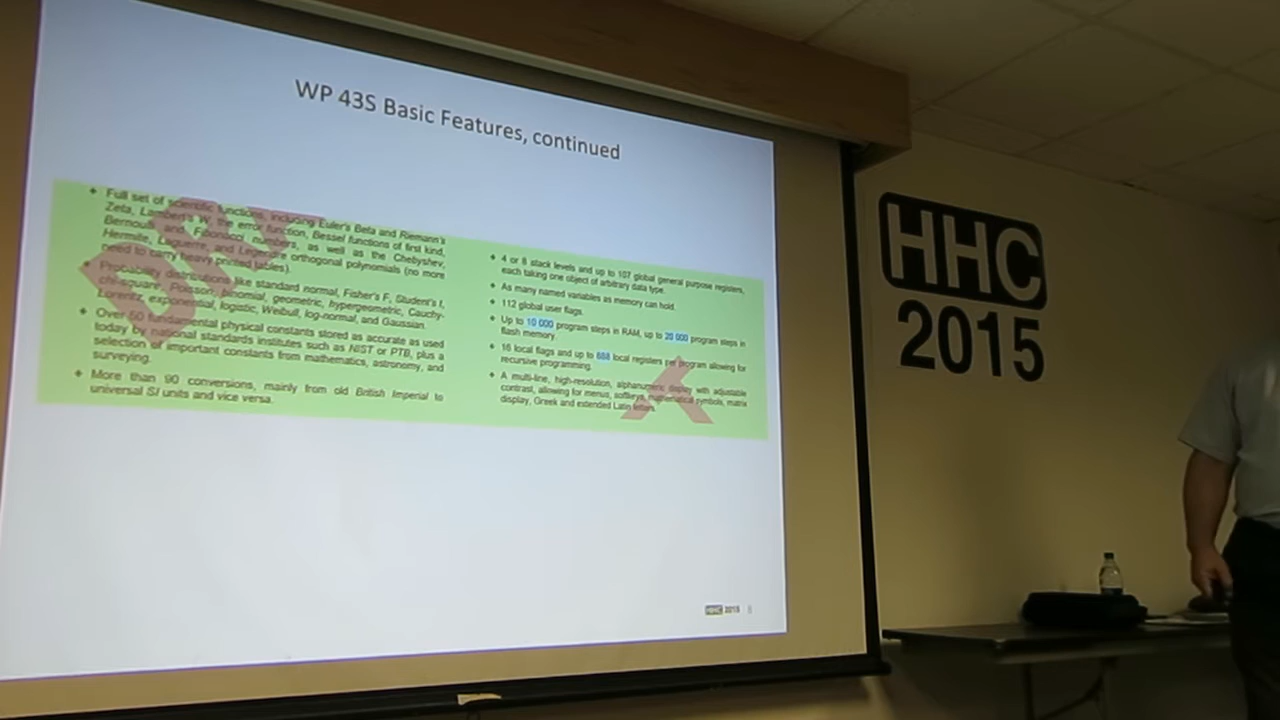 WP 43S Basic Features, continued
❖ Full set of scientific functions, including Euler's Beta and Riemann's
Zeta, Lambert's W, the error function, Bessel functions of first kind,
Bernoulli and Fibonacci numbers, as well as the Chebyshev,
Hermite, Laguerre, and Legendre orthogonal polynomials (no more
need to carry heavy printed tables).
❖ Probability distributions like standard normal, Fisher's F, Student's t,
chi-square, Poisson, binomial, geometric, hypergeometric, Cauchy-
Lorentz, exponential, logistic, Weibull, log-normal, and Gaussian.
❖ Over 50 fundamental physical constants stored as accurate as used
today by national standards institutes such as NIST or PTB, plus a
selection of important constants from mathematics, astronomy, and
surveying.
❖ More than 90 conversions, mainly from old British Imperial to
universal SI units and vice versa.
❖ 4 or 8 stack levels and up to 107 global general purpose registers,
each taking one object of arbitrary data type.
❖ As many named variables as memory can hold.
❖ 112 global user flags.
❖ Up to 10 000 program steps in RAM, up to 20 000 program steps in
flash memory.
❖ 16 local flags and up to 688 local registers per program allowing for
recursive programming.
❖ A multi-line, high-resolution, alphanumeric display with adjustable
contrast, allowing for menus, softkeys, mathematical symbols, matrix
display, Greek and extended Latin letters.
HHC 2015
HHC
2015